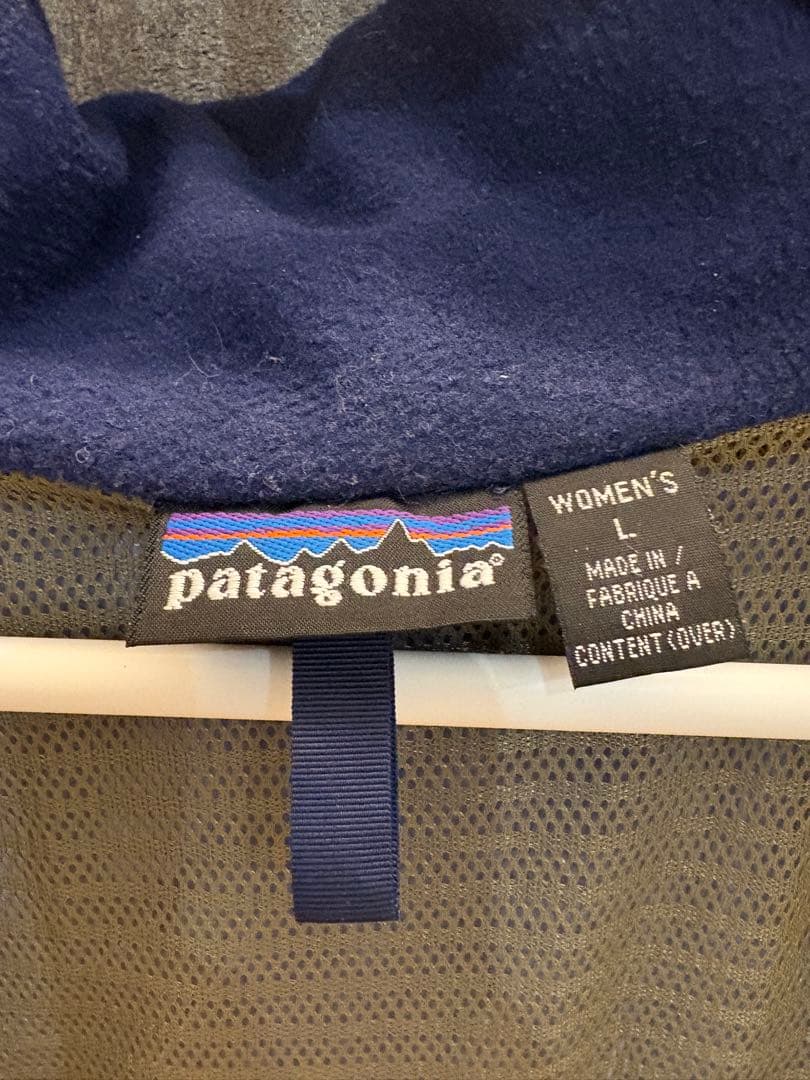 patagonia®
WOMEN'S
L
MADE IN /
FABRIQUE A
CHINA
CONTENT (OVER)